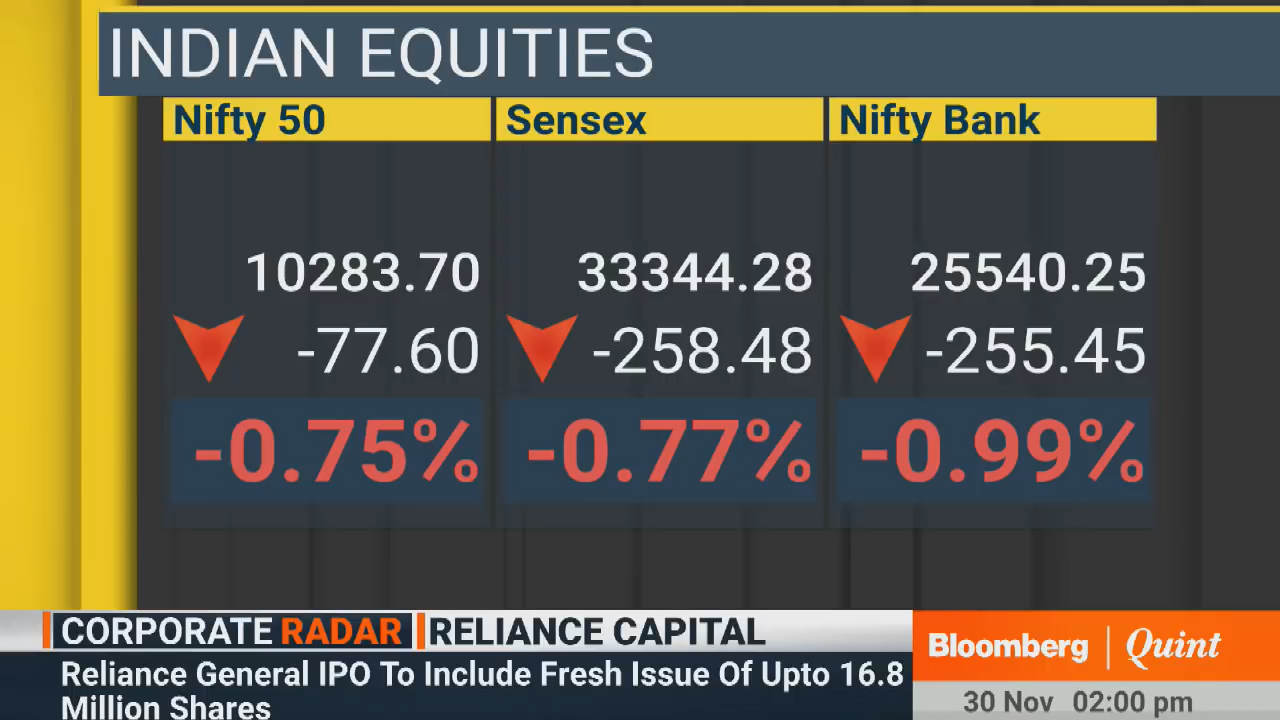 INDIAN EQUITIES
Nifty 50 Sensex Nifty Bank
10283.70 33344.28 25540.25
-77.60 -258.48 -255.45
-0.75% -0.77% -0.99%
CORPORATE RADAR RELIANCE CAPITAL
Reliance General IPO To Include Fresh Issue Of Upto 16.8
Million Shares
Bloomberg | Quint
30 Nov 02:00 pm